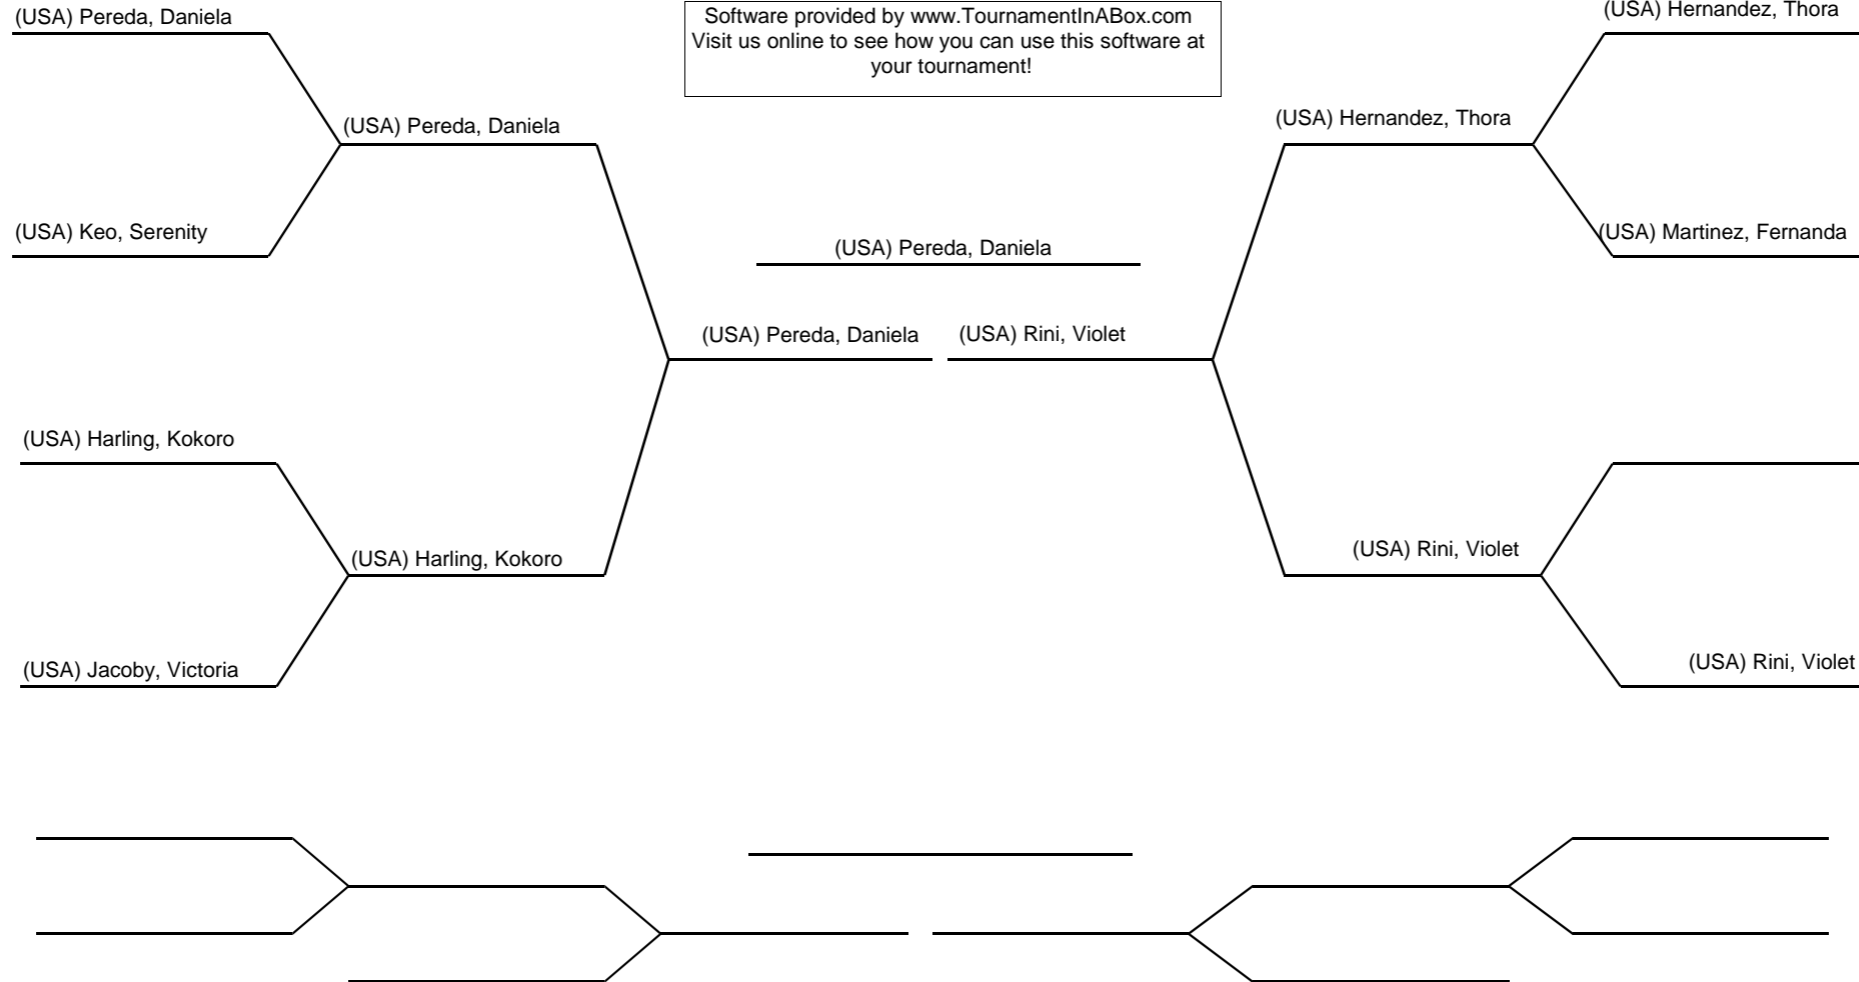 (USA) Pereda, Daniela
Software provided by www.TournamentInABox.com
Visit us online to see how you can use this software at
your tournament!
(USA) Hernandez, Thora
(USA) Pereda, Daniela
(USA) Hernandez, Thora
(USA) Keo, Serenity
(USA) Pereda, Daniela
(USA) Martinez, Fernanda
(USA) Pereda, Daniela
(USA) Rini, Violet
(USA) Harling, Kokoro
(USA) Harling, Kokoro
(USA) Rini, Violet
(USA) Jacoby, Victoria
(USA) Rini, Violet